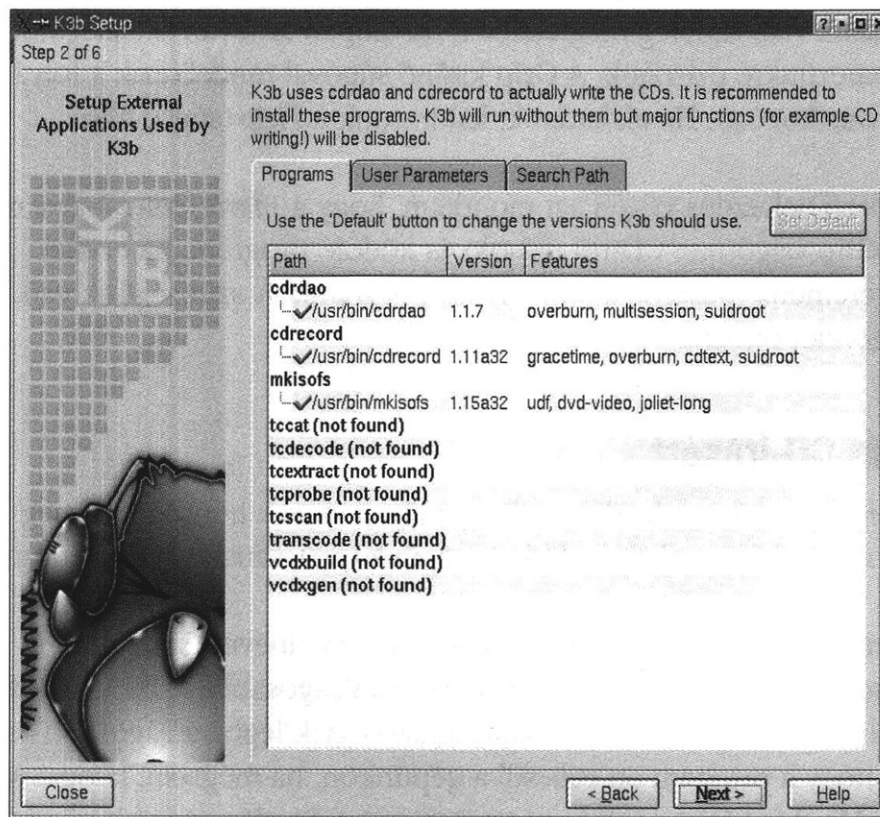 K3b Setup
Step 2 of 6
Setup External
Applications Used by
K3b
K3b uses cdrdao and cdrecord to actually write the CDs. It is recommended to
install these programs. K3b will run without them but major functions (for example CD
writing!) will be disabled.
Programs User Parameters Search Path
Use the 'Default' button to change the versions K3b should use. Set Default
Path Version Features
cdrdao
/usr/bin/cdrdao 1.1.7 overburn, multisession, suidroot
cdrecord
/usr/bin/cdrecord 1.11a32 gracetime, overburn, cdtext, suidroot
mkisofs
/usr/bin/mkisofs 1.15a32 udf, dvd-video, joliet-long
tccat (not found)
tcdecode (not found)
tcextract (not found)
tcprobe (not found)
tcscan (not found)
transcode (not found)
vcdxbuild (not found)
vcdxgen (not found)
Close < Back Next > Help